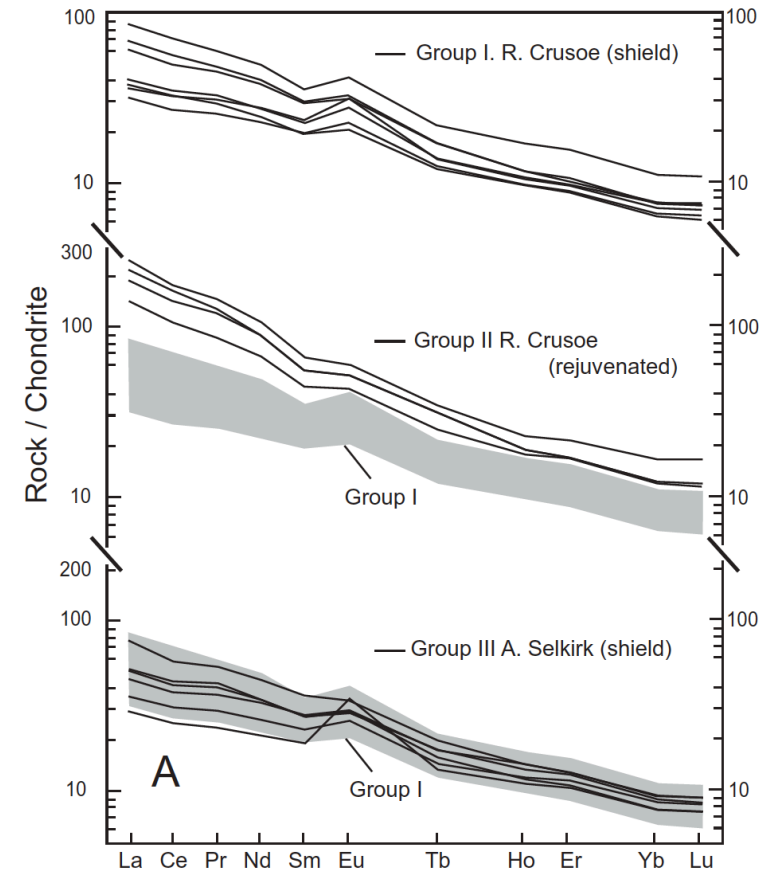 100
100
Group I. R. Crusoe (shield)
10
10
300
100
100
Group II R. Crusoe
(rejuvenated)
Rock / Chondrite
10
10
Group I
200
100
100
Group III A. Selkirk (shield)
A
Group I
10
10
La Ce Pr Nd Sm Eu Tb Ho Er Yb Lu